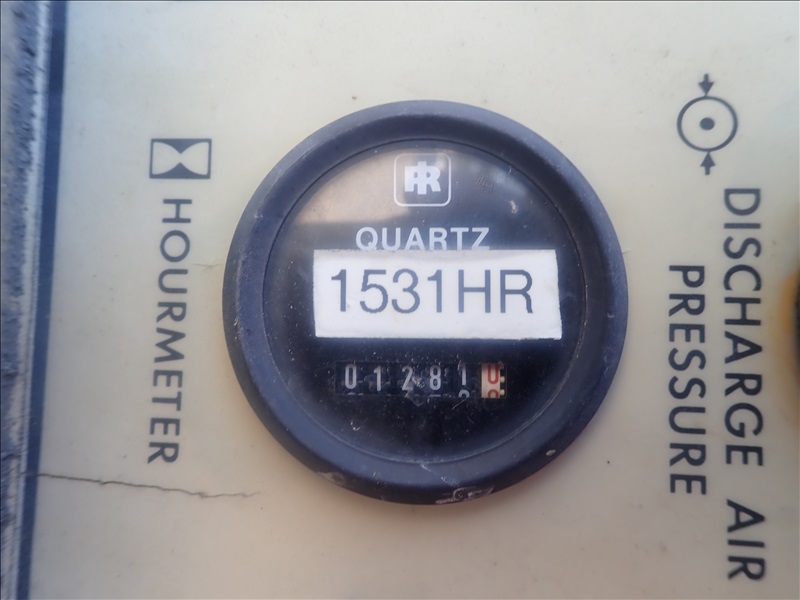 HOURMETER
IR
QUARTZ
1531HR
01281
DISCHARGE AIR
PRESSURE